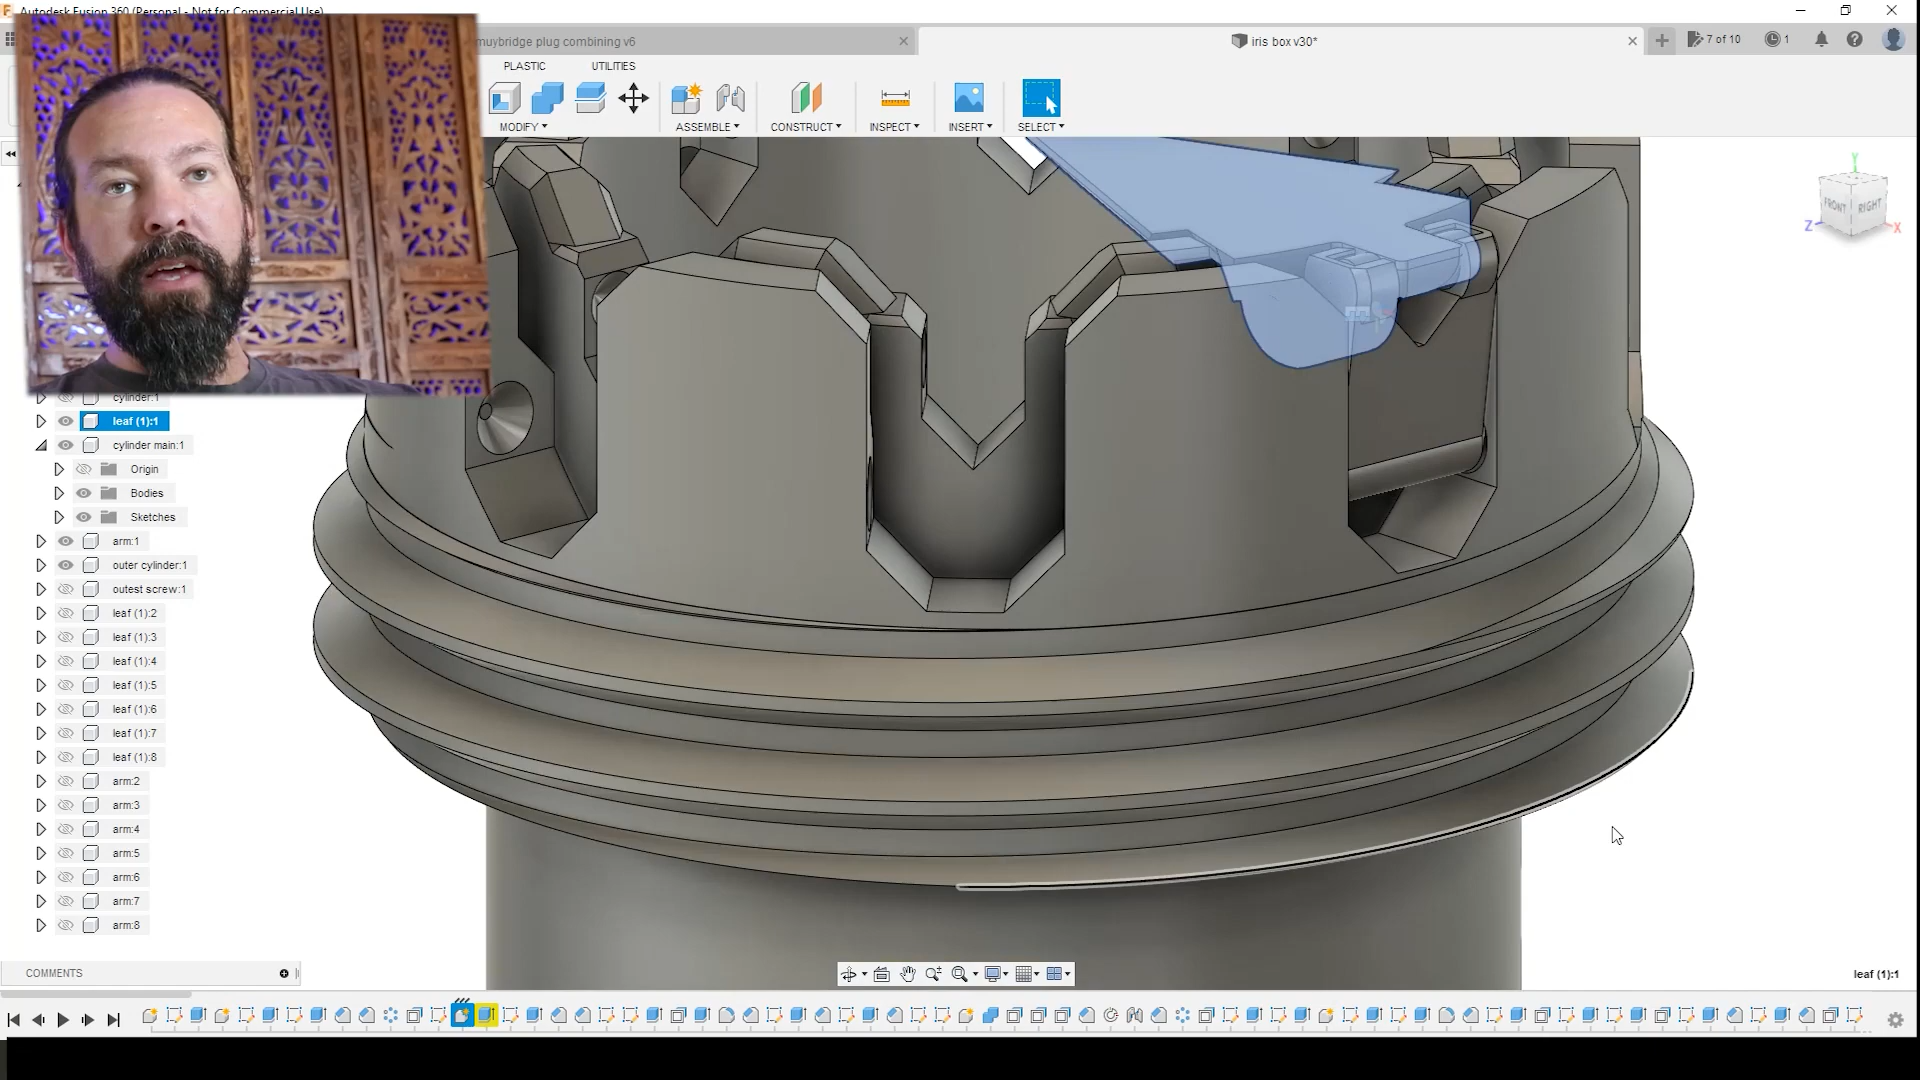 Autodesk Fusion 360 (Personal - Not for Commercial Use)
muybridge plug combining v6
iris box v30*
7 of 10
1
PLASTIC
UTILITIES
MODIFY
ASSEMBLE
CONSTRUCT
INSPECT
INSERT
SELECT
Y
FRONT
RIGHT
Z
X
cylinder:1
leaf (1):1
cylinder main:1
Origin
Bodies
Sketches
arm:1
outer cylinder:1
outest screw:1
leaf (1):2
leaf (1):3
leaf (1):4
leaf (1):5
leaf (1):6
leaf (1):7
leaf (1):8
arm:2
arm:3
arm:4
arm:5
arm:6
arm:7
arm:8
COMMENTS
leaf (1):1